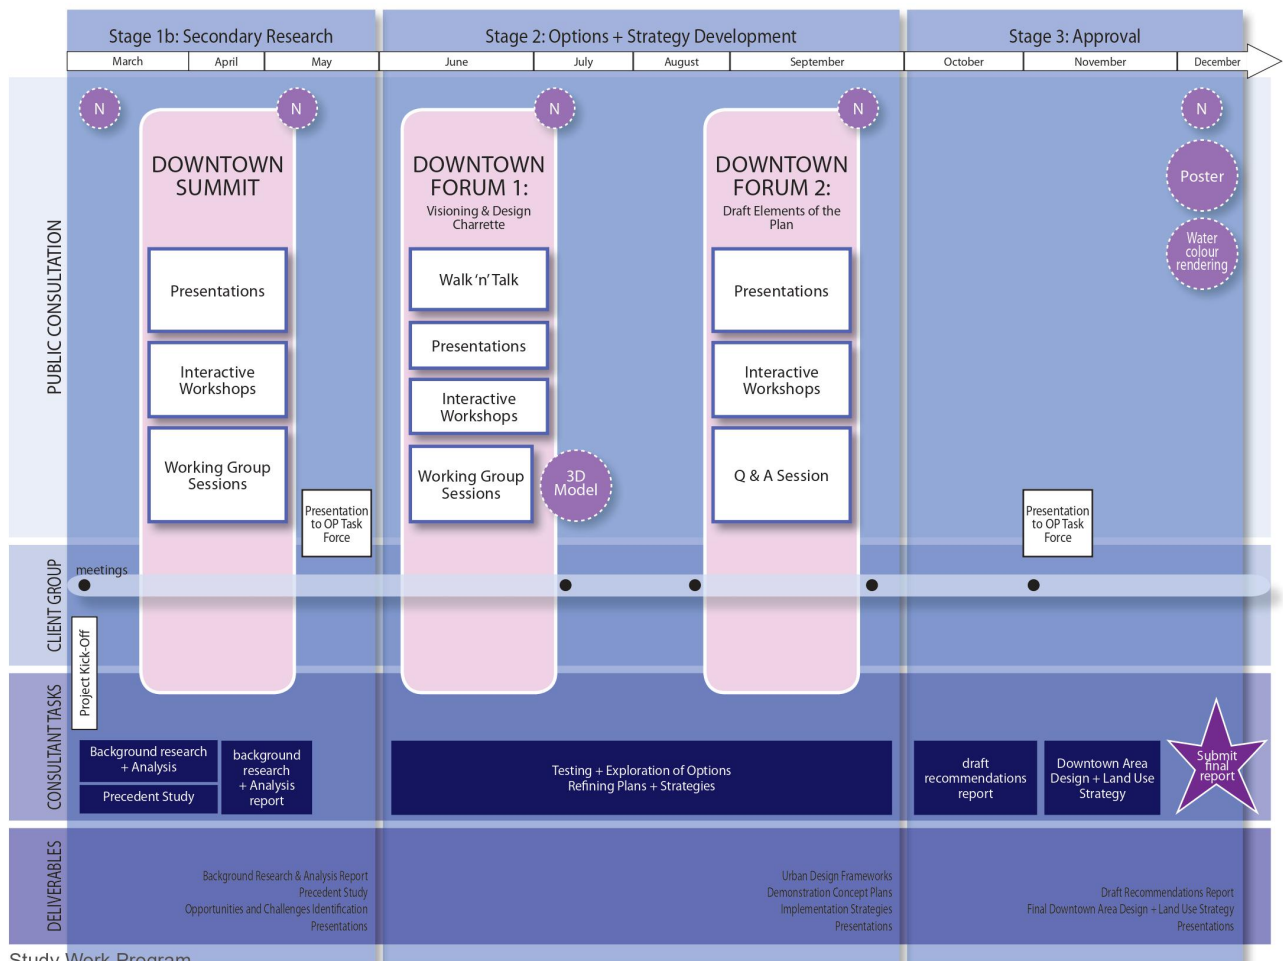 Stage 1b: Secondary Research
Stage 2: Options + Strategy Development
Stage 3: Approval
March
April
May
June
July
August
September
October
November
December
PUBLIC CONSULTATION
N
N
N
N
N
DOWNTOWN
SUMMIT
Presentations
Interactive
Workshops
Working Group
Sessions
Presentation
to OP Task
Force
DOWNTOWN
FORUM 1:
Visioning & Design
Charrette
Walk 'n' Talk
Presentations
Interactive
Workshops
Working Group
Sessions
3D
Model
DOWNTOWN
FORUM 2:
Draft Elements of the
Plan
Presentations
Interactive
Workshops
Q & A Session
Poster
Water
colour
rendering
Presentation
to OP Task
Force
CLIENT GROUP
meetings
Project Kick-Off
CONSULTANT TASKS
Background research
+ Analysis
Precedent Study
background
research
+ Analysis
report
Testing + Exploration of Options
Refining Plans + Strategies
draft
recommendations
report
Downtown Area
Design + Land Use
Strategy
Submit
final
report
DELIVERABLES
Background Research & Analysis Report
Precedent Study
Opportunities and Challenges Identification
Presentations
Urban Design Frameworks
Demonstration Concept Plans
Implementation Strategies
Presentations
Draft Recommendations Report
Final Downtown Area Design + Land Use Strategy
Presentations
Study Work Program